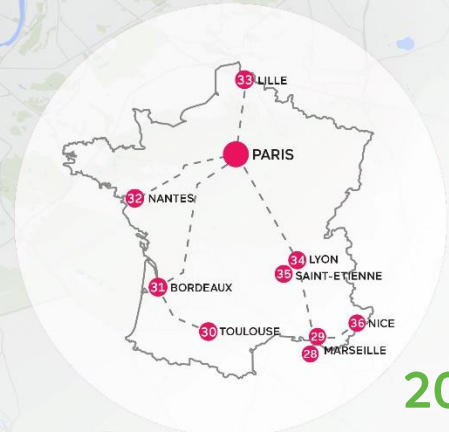 33 LILLE
PARIS
32 NANTES
34 LYON
35 SAINT-ETIENNE
31 BORDEAUX
36 NICE
30 TOULOUSE
29
28 MARSEILLE
20